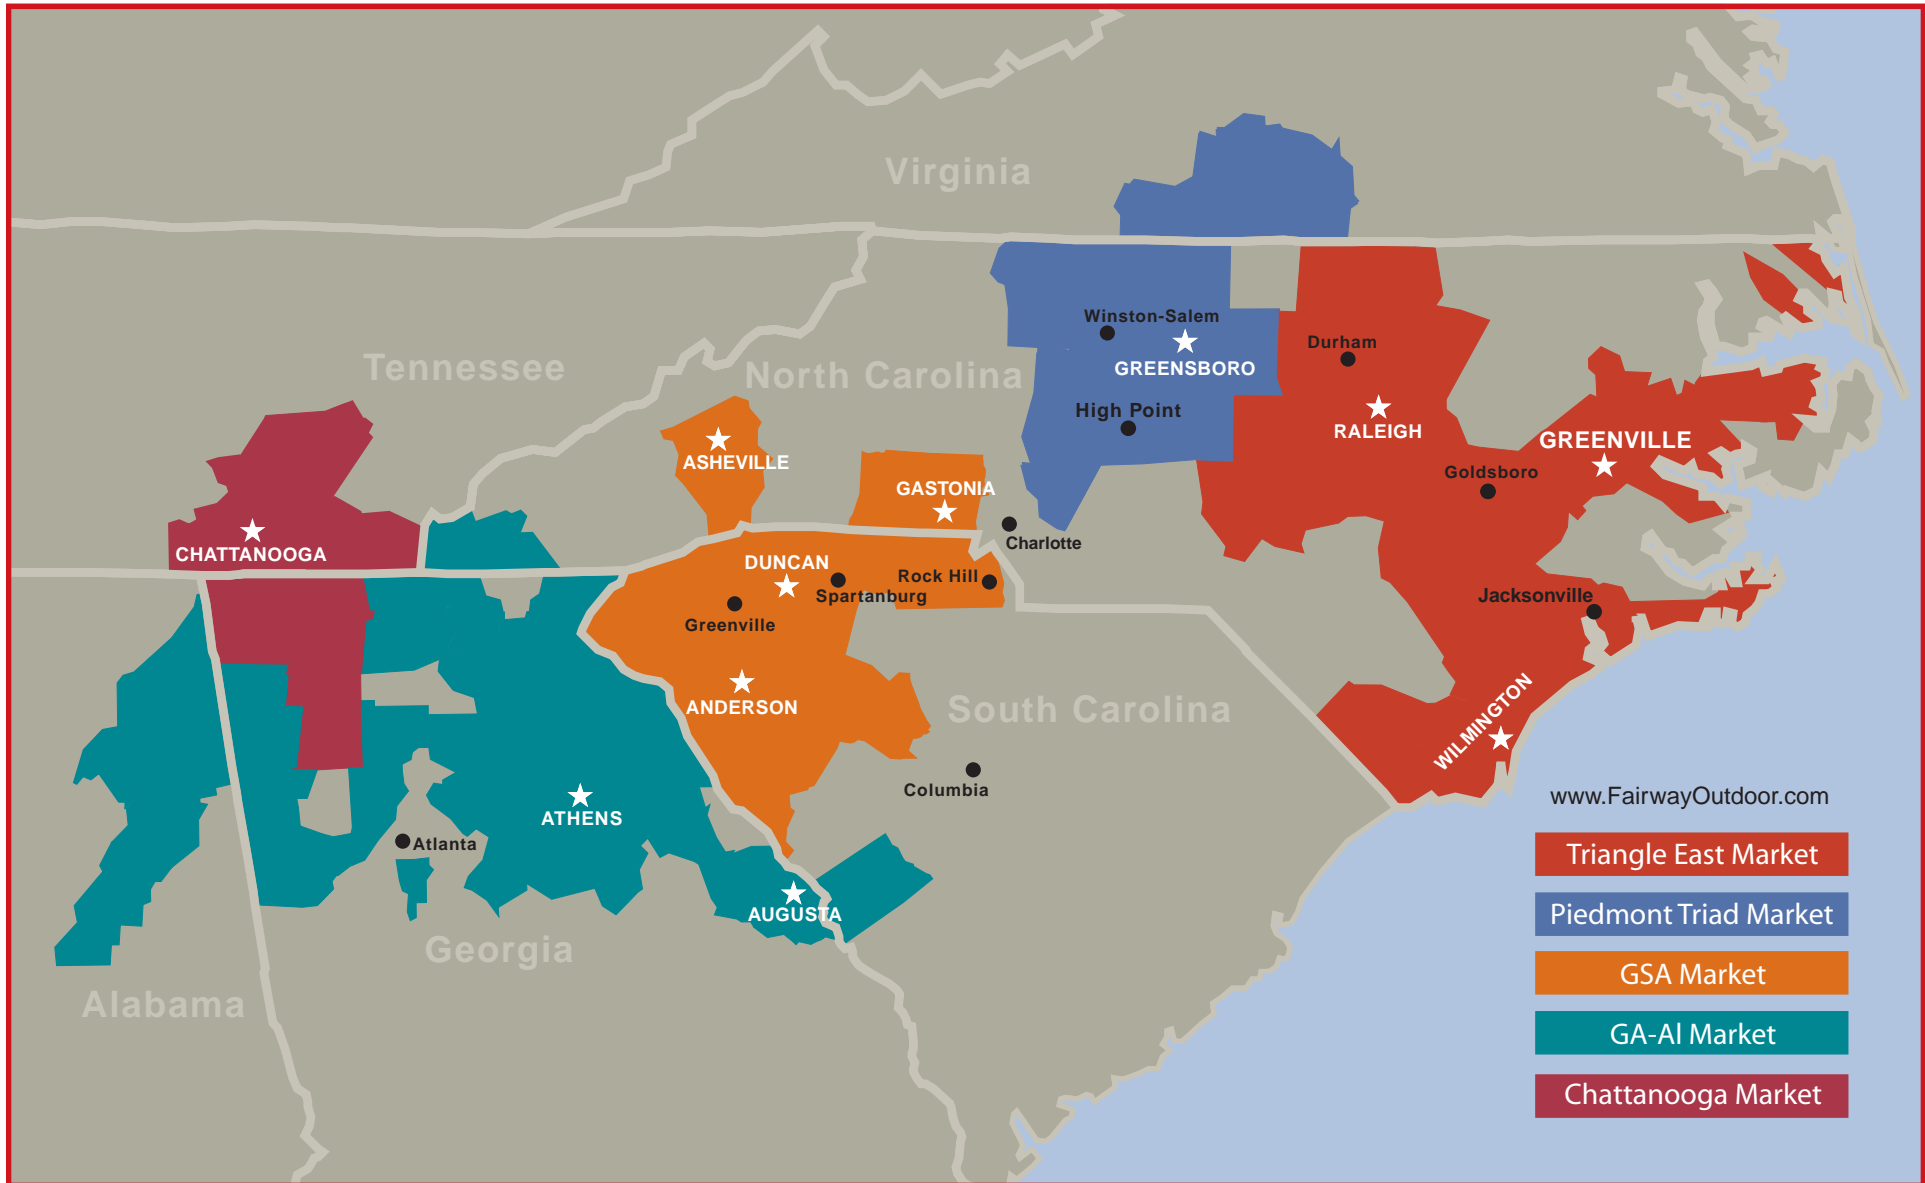 Virginia
Winston-Salem
Durham
Tennessee
North Carolina
GREENSBORO
High Point
RALEIGH
GREENVILLE
ASHEVILLE
Goldsboro
GASTONIA
Charlotte
CHATTANOOGA
DUNCAN
Rock Hill
Spartanburg
Jacksonville
Greenville
ANDERSON
South Carolina
WILMINGTON
Columbia
ATHENS
Atlanta
AUGUSTA
Georgia
Alabama
www.FairwayOutdoor.com
Triangle East Market
Piedmont Triad Market
GSA Market
GA-Al Market
Chattanooga Market